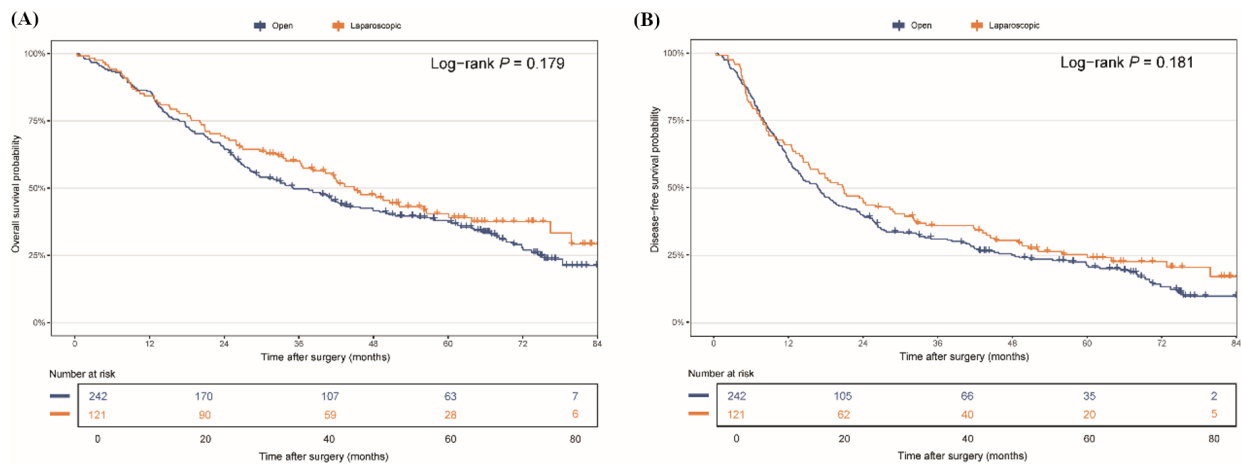 (A)
Open Laparoscopic
Log-rank P = 0.179
Overall survival probability
100%
75%
50%
25%
0%
0 12 24 36 48 60 72 84
Time after surgery (months)
Number at risk
242 170 107 63 7
121 90 59 28 6
0 20 40 60 80
Time after surgery (months)
(B)
Open Laparoscopic
Log-rank P = 0.181
Disease-free survival probability
100%
75%
50%
25%
0%
0 12 24 36 48 60 72 84
Time after surgery (months)
Number at risk
242 105 66 35 2
121 62 40 20 5
0 20 40 60 80
Time after surgery (months)